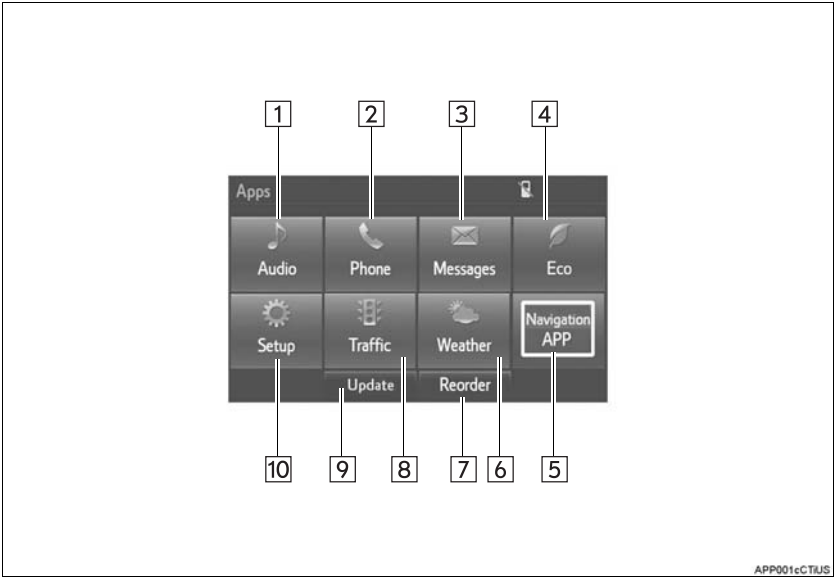 1 2 3 4
Apps
Audio Phone Messages Eco
Setup Traffic Weather Navigation APP
Update Reorder
10 9 8 7 6 5
APP001cCTiUS